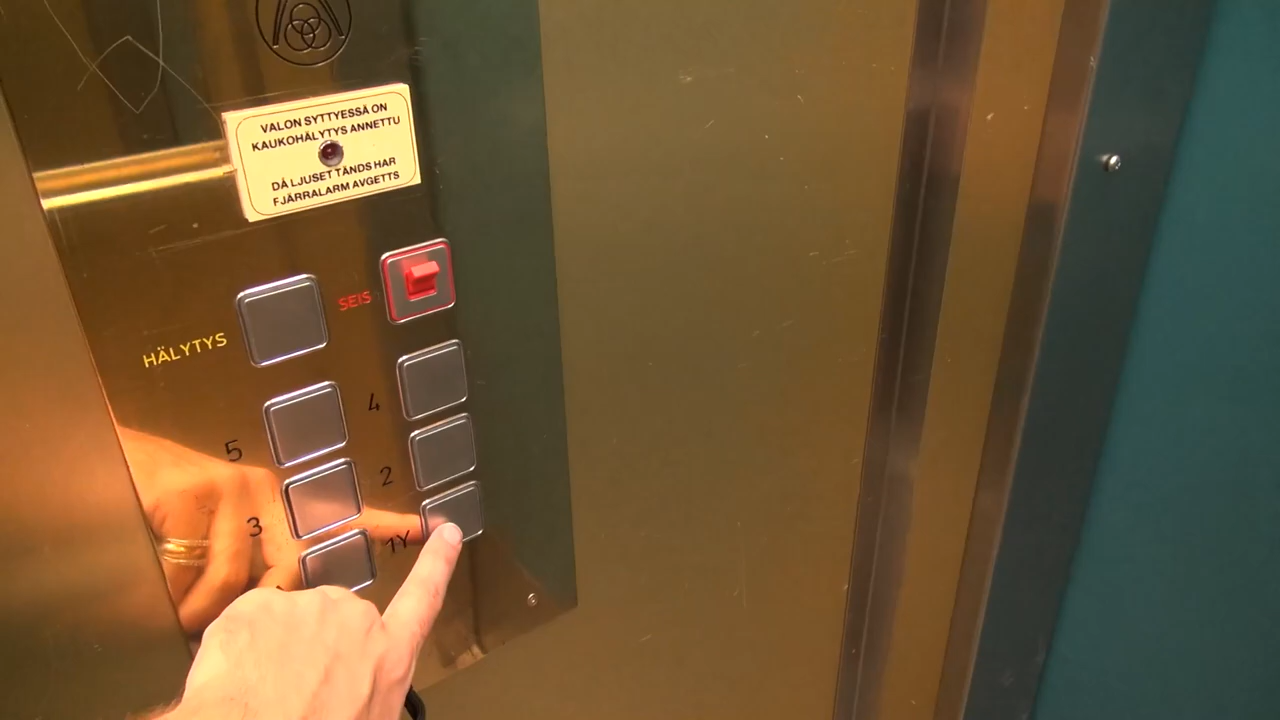 VALON SYTTYESSÄ ON
KAUKOHÄLYTYS ANNETTU
DÅ LJUSET TÄNDS HAR
FJÄRRALARM AVGETTS
SEIS
HÄLYTYS
4
5
2
3
1Y